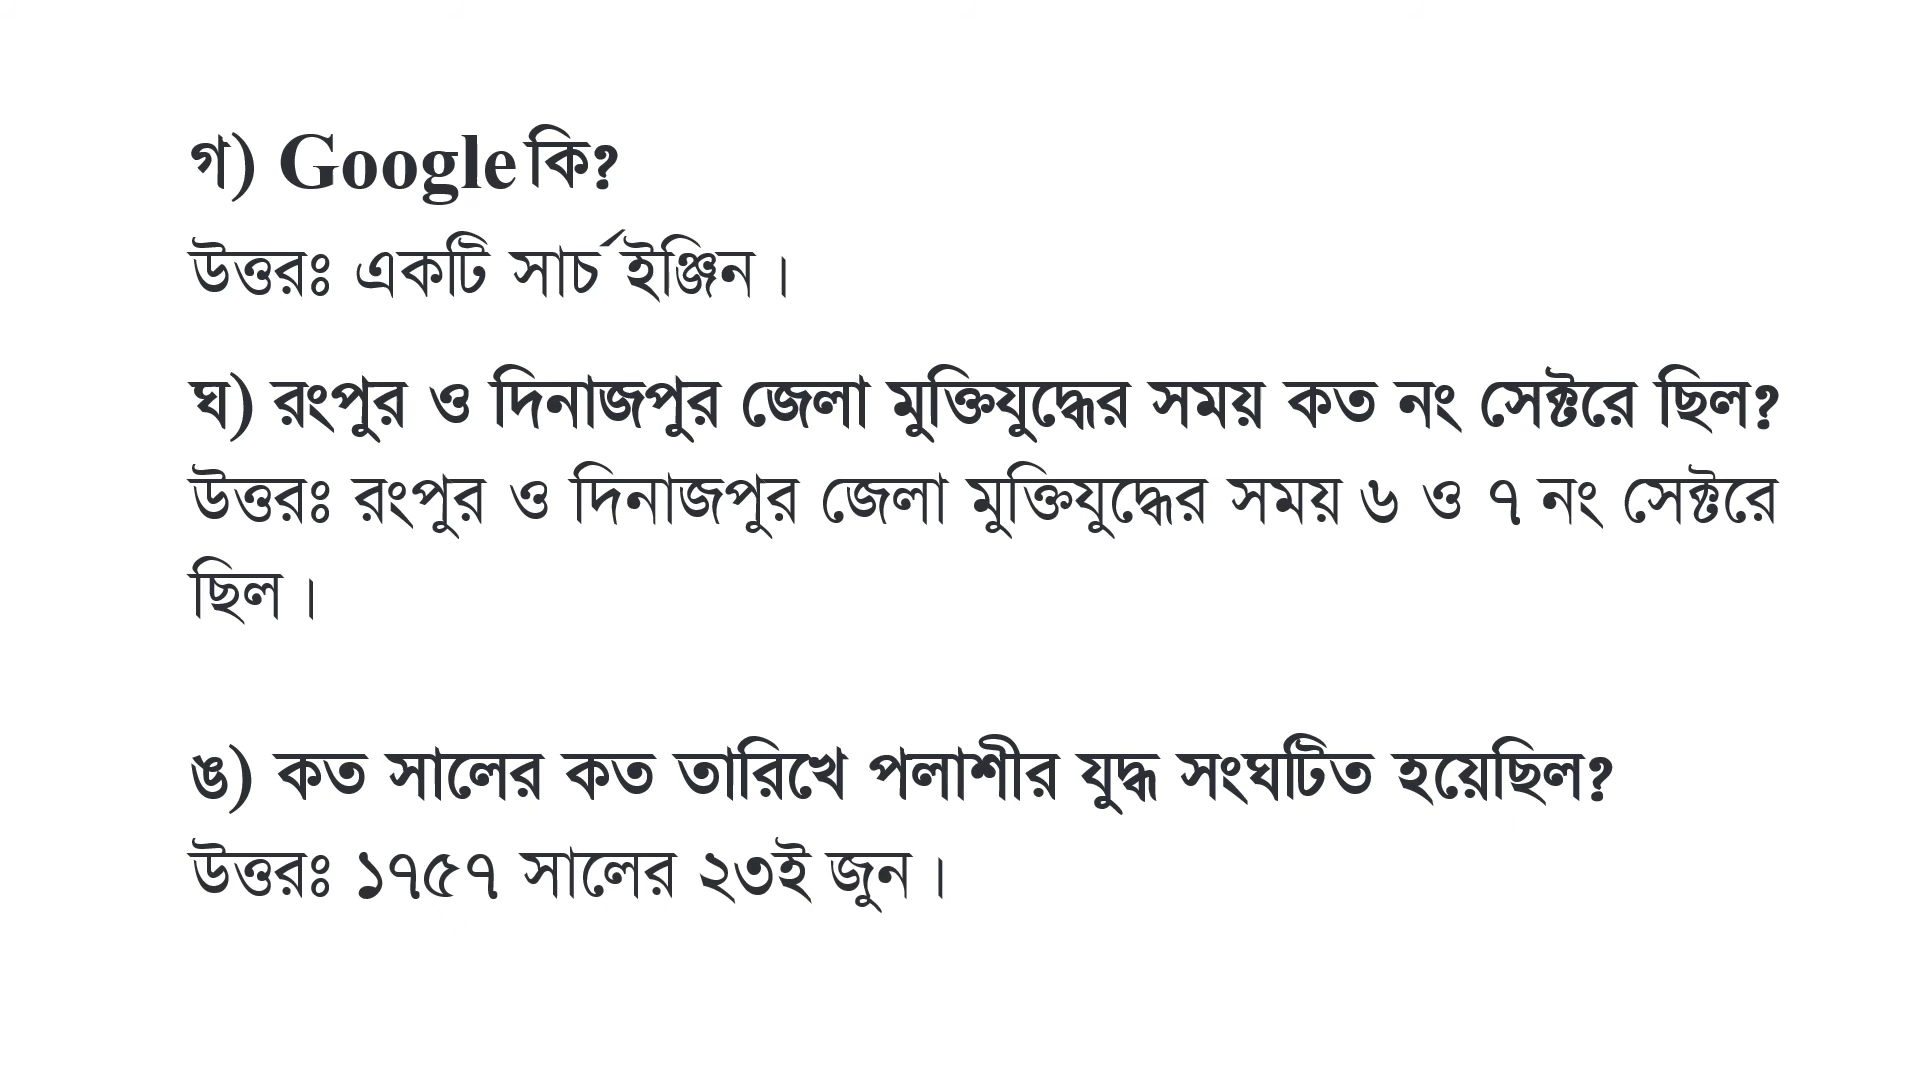 গ) Google কি?
উত্তরঃ একটি সার্চ ইঞ্জিন।
ঘ) রংপুর ও দিনাজপুর জেলা মুক্তিযুদ্ধের সময় কত নং সেক্টরে ছিল?
উত্তরঃ রংপুর ও দিনাজপুর জেলা মুক্তিযুদ্ধের সময় ৬ ও ৭ নং সেক্টরে
ছিল।
ঙ) কত সালের কত তারিখে পলাশীর যুদ্ধ সংঘটিত হয়েছিল?
উত্তরঃ ১৭৫৭ সালের ২৩ই জুন।